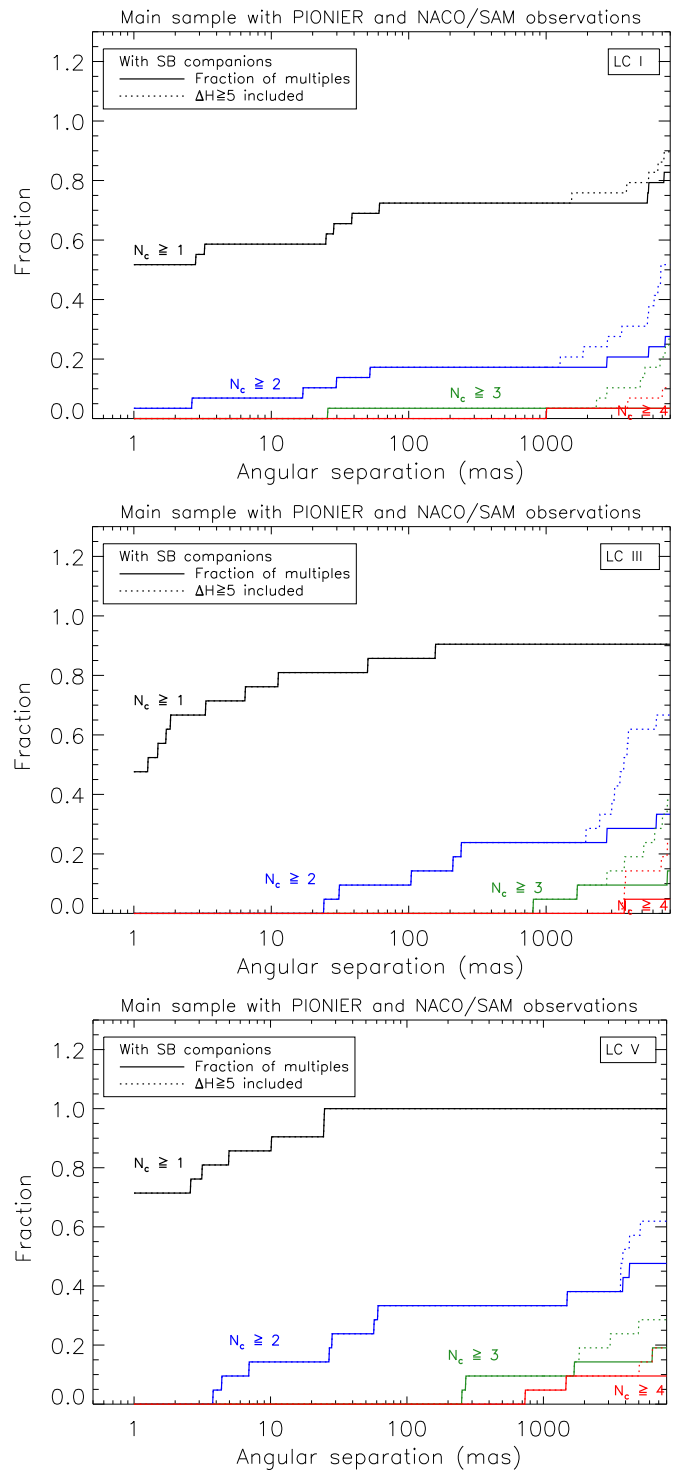 Main sample with PIONIER and NACO/SAM observations
With SB companions
Fraction of multiples
ΔH≧5 included
LC I
1.2
1.0
0.8
0.6
0.4
0.2
0.0
Fraction
N_c ≧ 1
N_c ≧ 2
N_c ≧ 3
N_c ≧ 4
1 10 100 1000
Angular separation (mas)
Main sample with PIONIER and NACO/SAM observations
With SB companions
Fraction of multiples
ΔH≧5 included
LC III
1.2
1.0
0.8
0.6
0.4
0.2
0.0
Fraction
N_c ≧ 1
N_c ≧ 2
N_c ≧ 3
N_c ≧ 4
1 10 100 1000
Angular separation (mas)
Main sample with PIONIER and NACO/SAM observations
With SB companions
Fraction of multiples
ΔH≧5 included
LC V
1.2
1.0
0.8
0.6
0.4
0.2
0.0
Fraction
N_c ≧ 1
N_c ≧ 2
N_c ≧ 3
N_c ≧ 4
1 10 100 1000
Angular separation (mas)